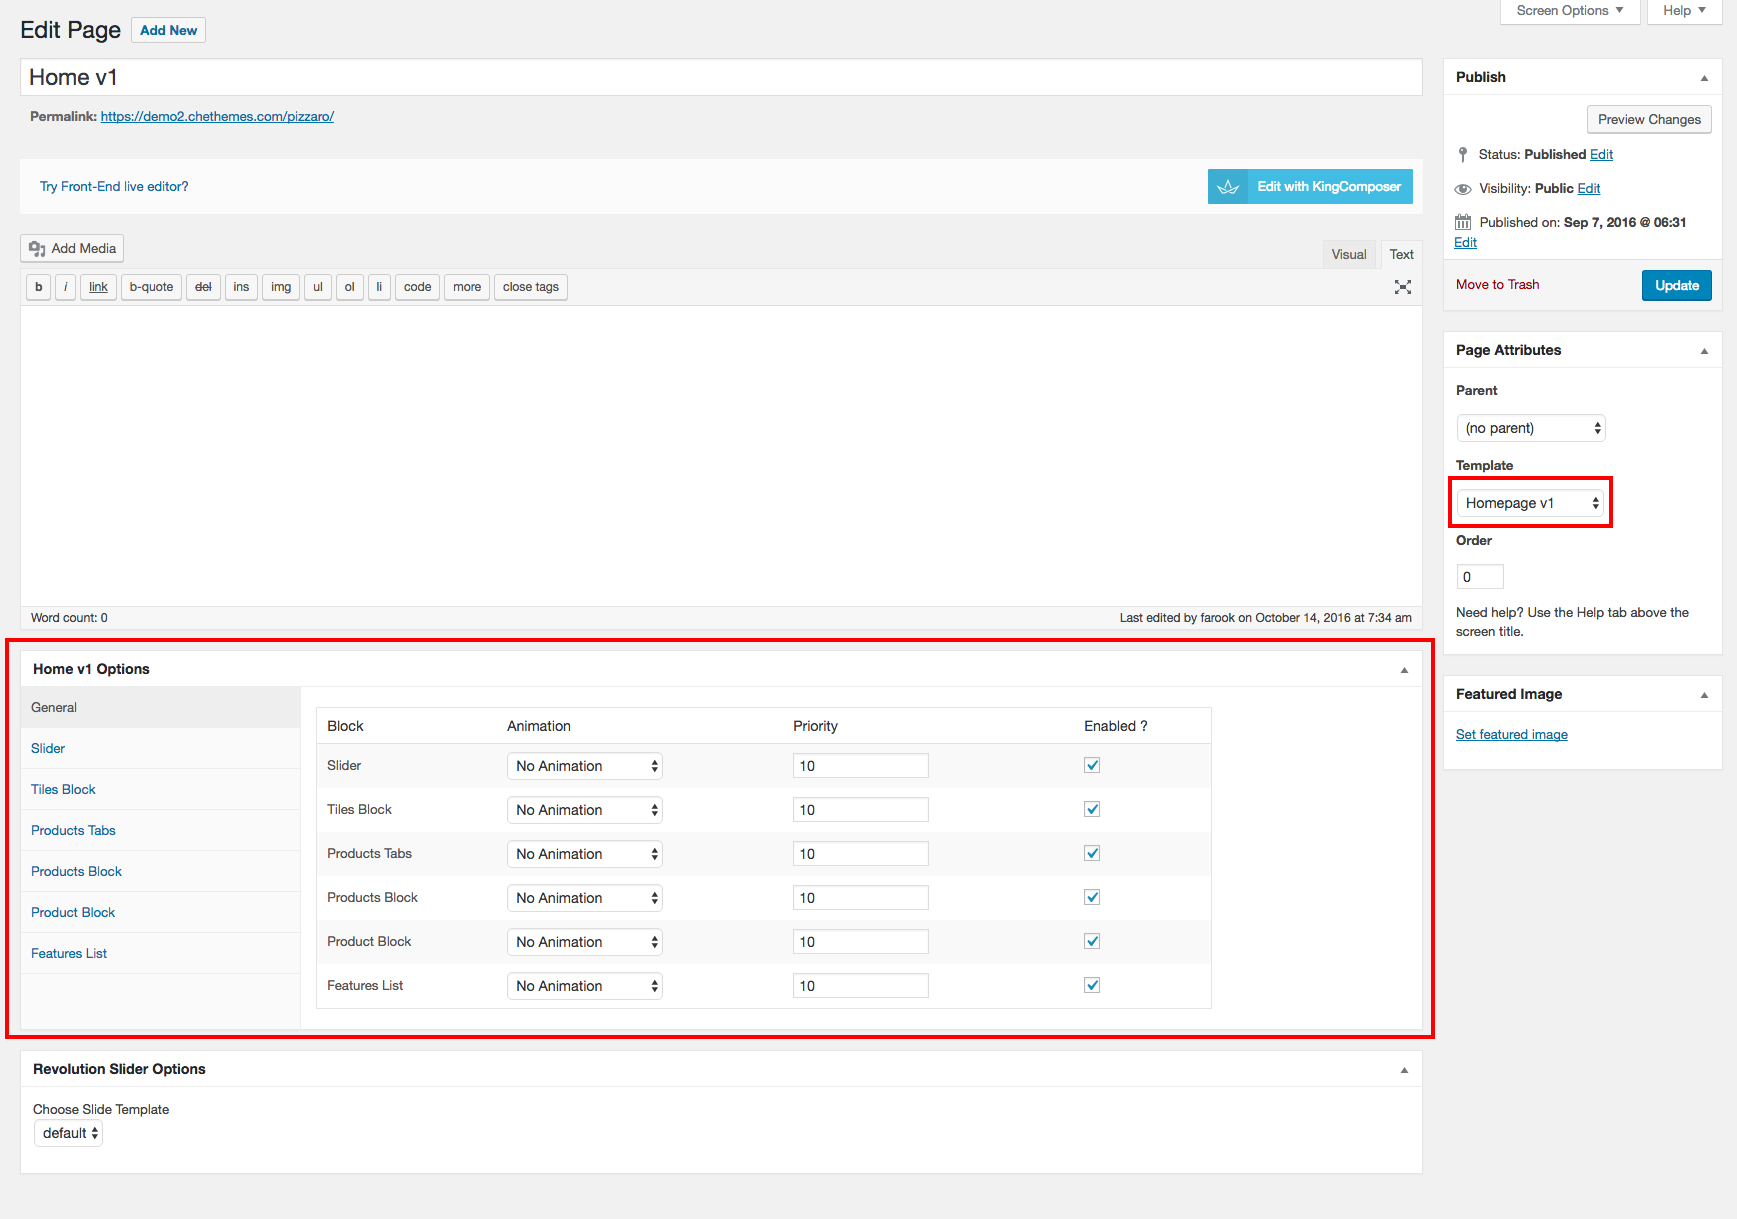 Screen Options ▼ Help ▼
Edit Page Add New
Home v1
Permalink: https://demo2.chethemes.com/pizzaro/
Try Front-End live editor? Edit with KingComposer
Add Media Visual Text
b i link b-quote del ins img ul ol li code more close tags
Word count: 0 Last edited by farook on October 14, 2016 at 7:34 am
Home v1 Options
General
Slider
Tiles Block
Products Tabs
Products Block
Product Block
Features List
Block Animation Priority Enabled ?
Slider No Animation 10
Tiles Block No Animation 10
Products Tabs No Animation 10
Products Block No Animation 10
Product Block No Animation 10
Features List No Animation 10
Revolution Slider Options
Choose Slide Template
default
Publish
Preview Changes
Status: Published Edit
Visibility: Public Edit
Published on: Sep 7, 2016 @ 06:31
Edit
Move to Trash Update
Page Attributes
Parent
(no parent)
Template
Homepage v1
Order
0
Need help? Use the Help tab above the
screen title.
Featured Image
Set featured image